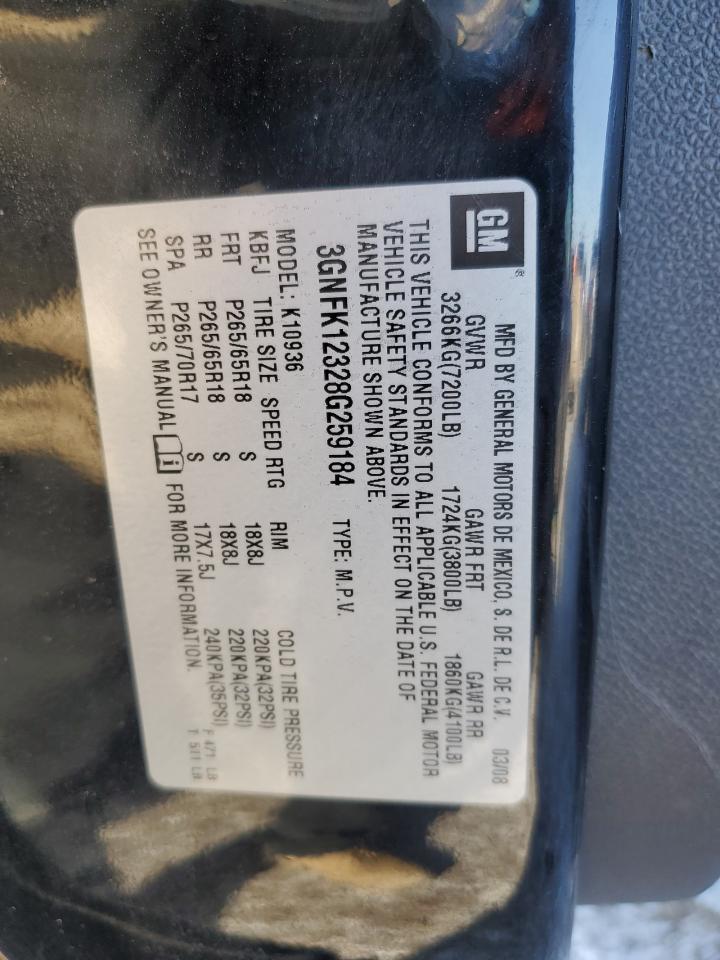 GM ®
MFD BY GENERAL MOTORS DE MEXICO, S. DE R.L. DE C.V. 03/08
GVWR GAWR FRT GAWR RR
3266KG(7200LB) 1724KG(3800LB) 1860KG(4100LB)
THIS VEHICLE CONFORMS TO ALL APPLICABLE U.S. FEDERAL MOTOR
VEHICLE SAFETY STANDARDS IN EFFECT ON THE DATE OF
MANUFACTURE SHOWN ABOVE.
3GNFK12328G259184 TYPE: M.P.V.
MODEL: K10936
KBFJ TIRE SIZE SPEED RTG RIM COLD TIRE PRESSURE
FRT P265/65R18 S 18X8J 220KPA(32PSI)
RR P265/65R18 S 18X8J 220KPA(32PSI)
SPA P265/70R17 S 17X7.5J 240KPA(35PSI)
SEE OWNER'S MANUAL i FOR MORE INFORMATION.
F 471 LB
T 511 LB